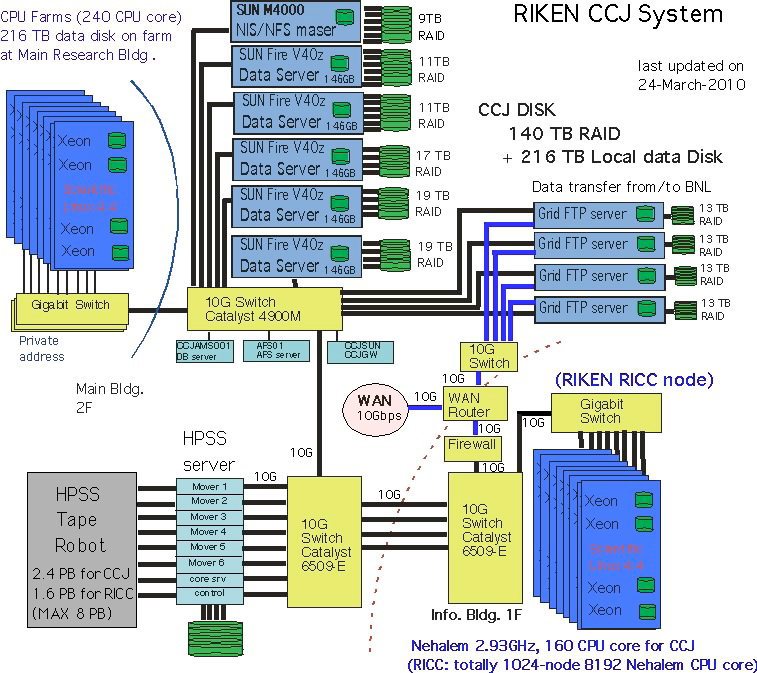 RIKEN CCJ System
last updated on
24-March-2010
CPU Farms (240 CPU core)
216 TB data disk on farm
at Main Research Bldg .
SUN M4000
NIS/NFS maser
9TB
RAID
SUN Fire V40z
Data Server 146GB
11TB
RAID
SUN Fire V40z
Data Server 146GB
11TB
RAID
SUN Fire V40z
Data Server 146GB
17 TB
RAID
SUN Fire V40z
Data Server 146GB
19 TB
RAID
SUN Fire V40z
Data Server 146GB
19 TB
RAID
CCJ DISK
140 TB RAID
+ 216 TB Local data Disk
Data transfer from/to BNL
Grid FTP server
13 TB
RAID
Grid FTP server
13 TB
RAID
Grid FTP server
13 TB
RAID
Grid FTP server
13 TB
RAID
Xeon
Xeon
Scientific
Linux 4.4
Xeon
Xeon
Gigabit Switch
Private
address
10G Switch
Catalyst 4900M
CCJAMS001
DB server
AFS01
AFS server
CCJSUN
CCJGW
Main Bldg.
2F
10G
Switch
10G
WAN
10Gbps
10G
WAN
Router
10G
Firewall
10G
(RIKEN RICC node)
Gigabit
Switch
10G
HPSS
server
10G
10G
HPSS
Tape
Robot
2.4 PB for CCJ
1.6 PB for RICC
(MAX 8 PB)
Mover 1
Mover 2
Mover 3
Mover 4
Mover 5
Mover 6
core srv
control
10G
Switch
Catalyst
6509-E
10G
10G
Switch
Catalyst
6509-E
Xeon
Xeon
Scientific
Linux 4.4
Xeon
Xeon
Info. Bldg. 1F
Nehalem 2.93GHz, 160 CPU core for CCJ
(RICC: totally 1024-node 8192 Nehalem CPU core)